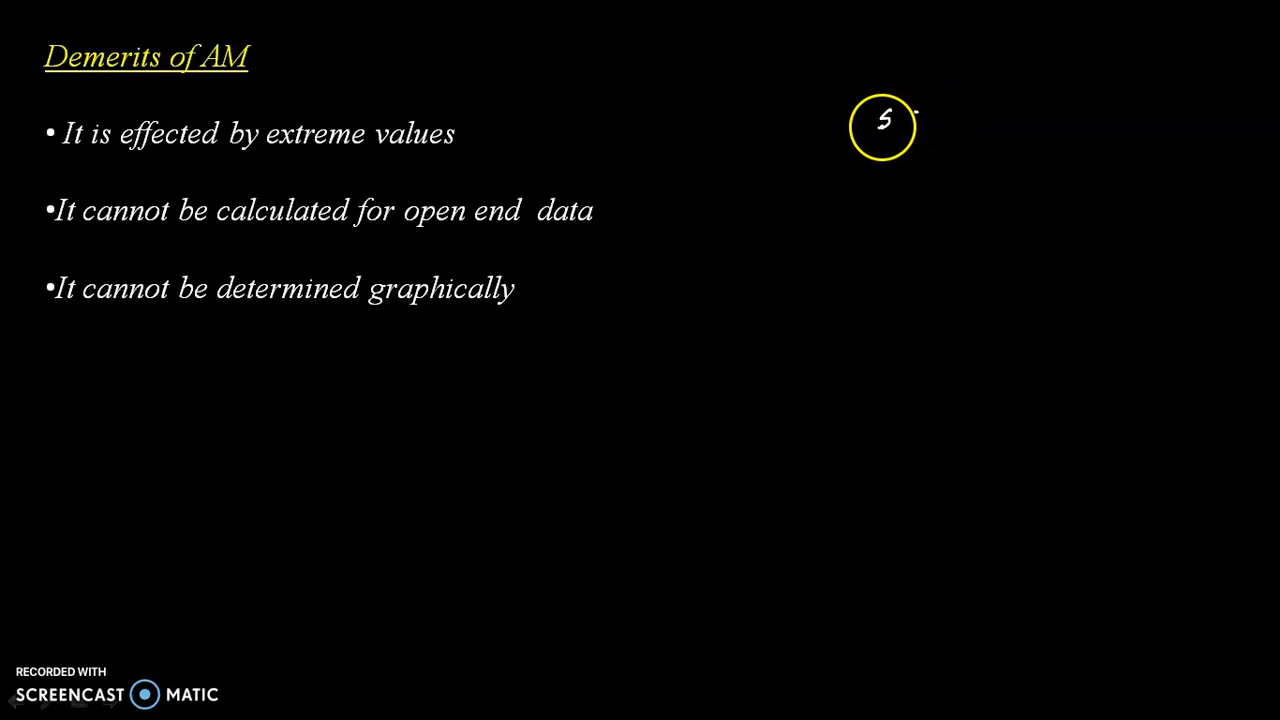 Demerits of AM
• It is effected by extreme values
5
•It cannot be calculated for open end data
•It cannot be determined graphically
RECORDED WITH
SCREENCAST MATIC